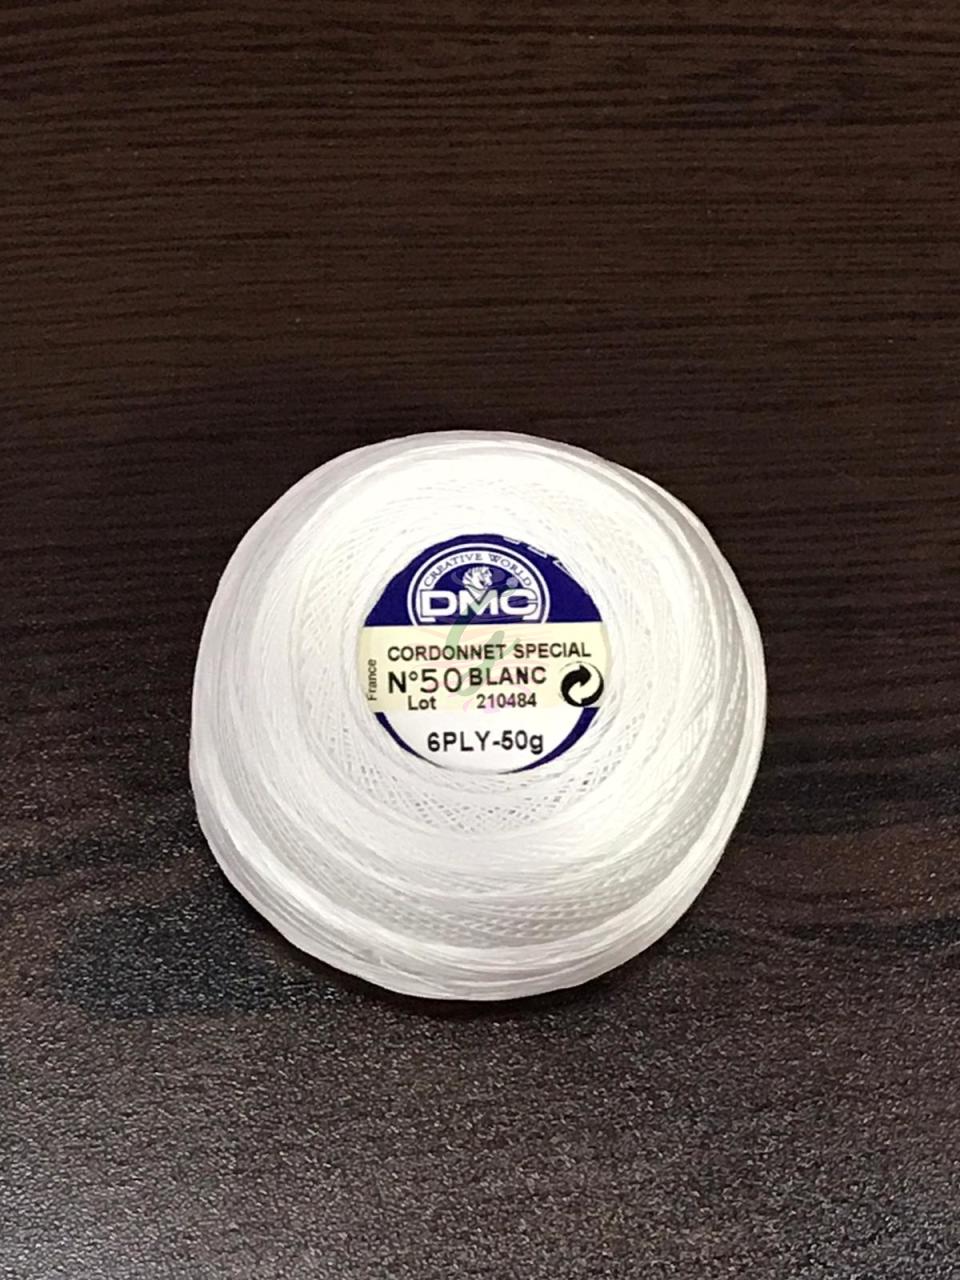 CREATIVE WORLD
DMC
CORDONNET SPECIAL
France
N°50 BLANC
Lot 210484
6PLY-50g